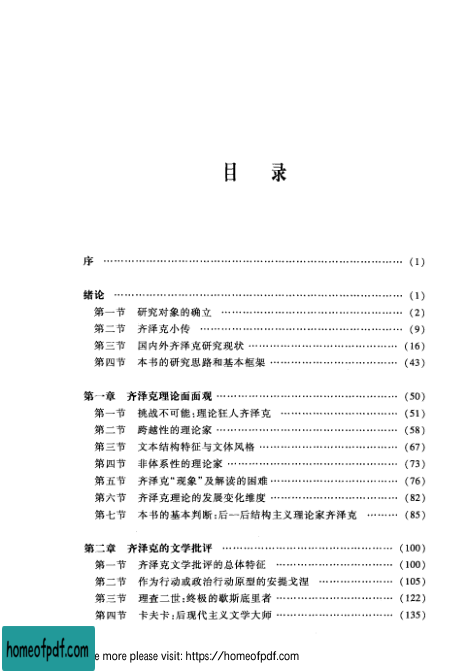 目 录
序 ………………………………………………………… (1)
绪论 ………………………………………………………… (1)
第一节 研究对象的确立 ……………………………… (2)
第二节 齐泽克小传 …………………………………… (9)
第三节 国内外齐泽克研究现状 ……………………… (16)
第四节 本书的研究思路和基本框架 ………………… (43)
第一章 齐泽克理论面面观 ……………………………… (50)
第一节 挑战不可能:理论狂人齐泽克 ……………… (51)
第二节 跨越性的理论家 ……………………………… (58)
第三节 文本结构特征与文体风格 …………………… (67)
第四节 非体系性的理论家 …………………………… (73)
第五节 齐泽克“现象”及解读的困难 ……………… (76)
第六节 齐泽克理论的发展变化维度 ………………… (82)
第七节 本书的基本判断:后一后结构主义理论家齐泽克 ……… (85)
第二章 齐泽克的文学批评 ……………………………… (100)
第一节 齐泽克文学批评的总体特征 ………………… (100)
第二节 作为行动或政治行动原型的安提戈涅 ……… (105)
第三节 理查二世:终极的歇斯底里者 ……………… (122)
第四节 卡夫卡:后现代主义文学大师 ……………… (135)
homeofpdf.com
e more please visit: https://homeofpdf.com